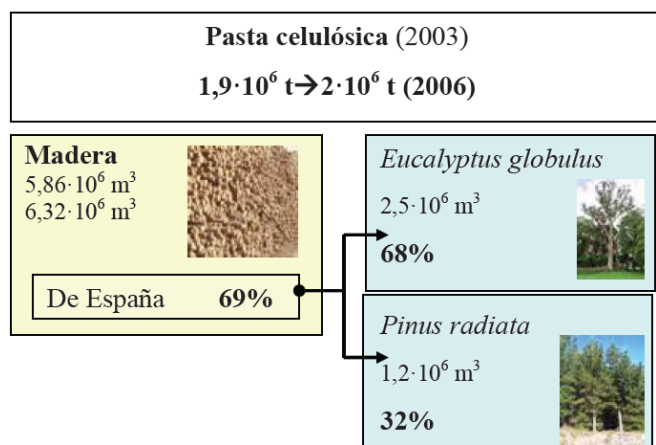 Pasta celulósica (2003)
1,9·10⁶ t→2·10⁶ t (2006)
Madera
5,86·10⁶ m³
6,32·10⁶ m³
De España 69%
Eucalyptus globulus
2,5·10⁶ m³
68%
Pinus radiata
1,2·10⁶ m³
32%